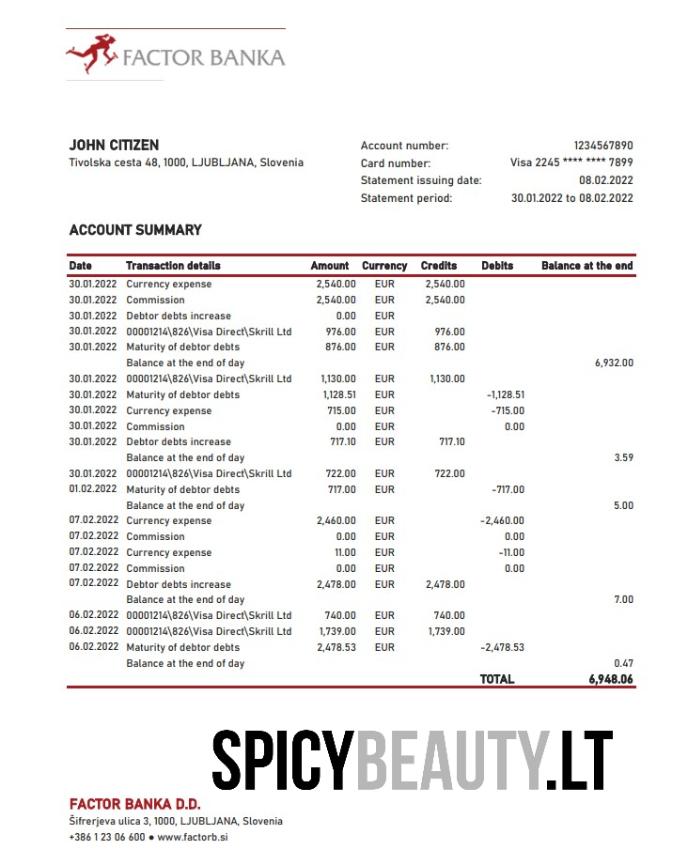 FACTOR BANKA
JOHN CITIZEN
Tivolska cesta 48, 1000, LJUBLJANA, Slovenia
Account number: 1234567890
Card number: Visa 2245 **** **** 7899
Statement issuing date: 08.02.2022
Statement period: 30.01.2022 to 08.02.2022
ACCOUNT SUMMARY
Date Transaction details Amount Currency Credits Debits Balance at the end
30.01.2022 Currency expense 2,540.00 EUR 2,540.00
30.01.2022 Commission 2,540.00 EUR 2,540.00
30.01.2022 Debtor debts increase 0.00 EUR
30.01.2022 00001214\826\Visa Direct\Skrill Ltd 976.00 EUR 976.00
30.01.2022 Maturity of debtor debts 876.00 EUR 876.00
Balance at the end of day 6,932.00
30.01.2022 00001214\826\Visa Direct\Skrill Ltd 1,130.00 EUR 1,130.00
30.01.2022 Maturity of debtor debts 1,128.51 EUR -1,128.51
30.01.2022 Currency expense 715.00 EUR -715.00
30.01.2022 Commission 0.00 EUR 0.00
30.01.2022 Debtor debts increase 717.10 EUR 717.10
Balance at the end of day 3.59
30.01.2022 00001214\826\Visa Direct\Skrill Ltd 722.00 EUR 722.00
01.02.2022 Maturity of debtor debts 717.00 EUR -717.00
Balance at the end of day 5.00
07.02.2022 Currency expense 2,460.00 EUR -2,460.00
07.02.2022 Commission 0.00 EUR 0.00
07.02.2022 Currency expense 11.00 EUR -11.00
07.02.2022 Commission 0.00 EUR 0.00
07.02.2022 Debtor debts increase 2,478.00 EUR 2,478.00
Balance at the end of day 7.00
06.02.2022 00001214\826\Visa Direct\Skrill Ltd 740.00 EUR 740.00
06.02.2022 00001214\826\Visa Direct\Skrill Ltd 1,739.00 EUR 1,739.00
06.02.2022 Maturity of debtor debts 2,478.53 EUR -2,478.53
Balance at the end of day 0.47
TOTAL 6,948.06
SPICYBEAUTY.LT
FACTOR BANKA D.D.
Šifrerjeva ulica 3, 1000, LJUBLJANA, Slovenia
+386 1 23 06 600 ● www.factorb.si